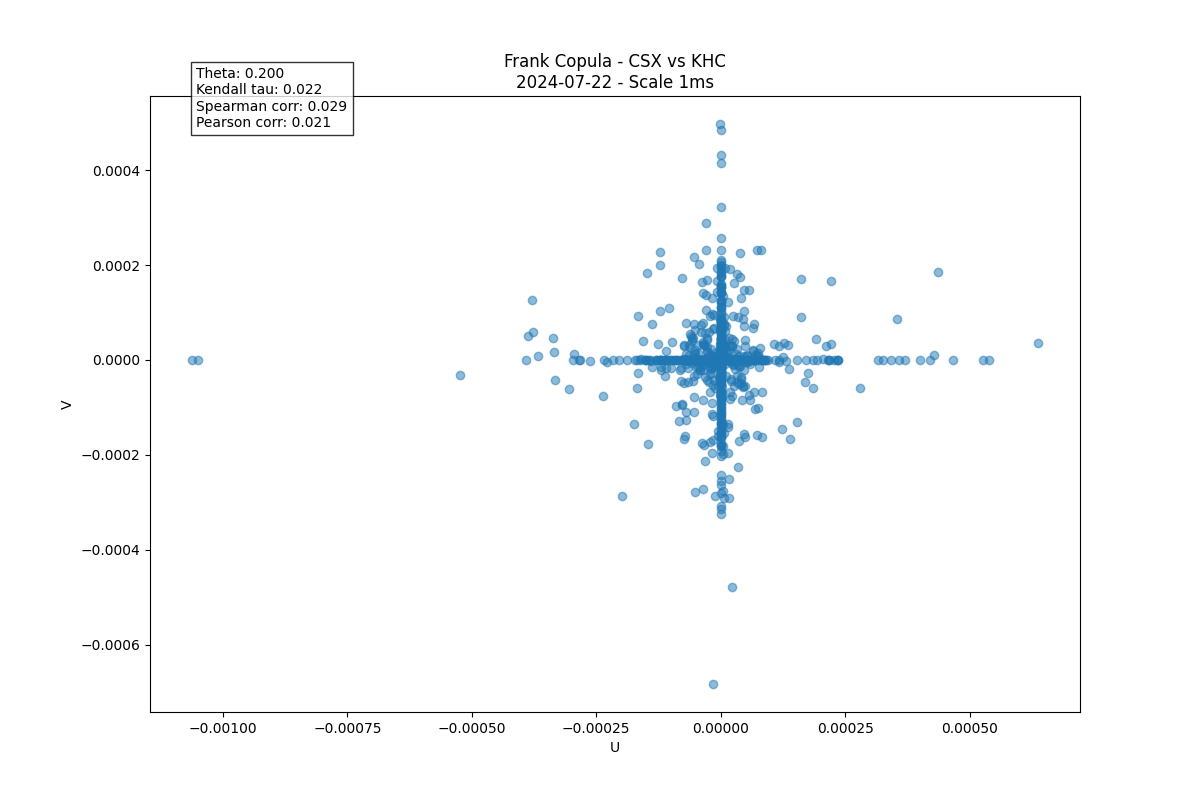 Frank Copula - CSX vs KHC
2024-07-22 - Scale 1ms
Theta: 0.200
Kendall tau: 0.022
Spearman corr: 0.029
Pearson corr: 0.021
0.0004
0.0002
0.0000
−0.0002
−0.0004
−0.0006
V
−0.00100
−0.00075
−0.00050
−0.00025
0.00000
0.00025
0.00050
U